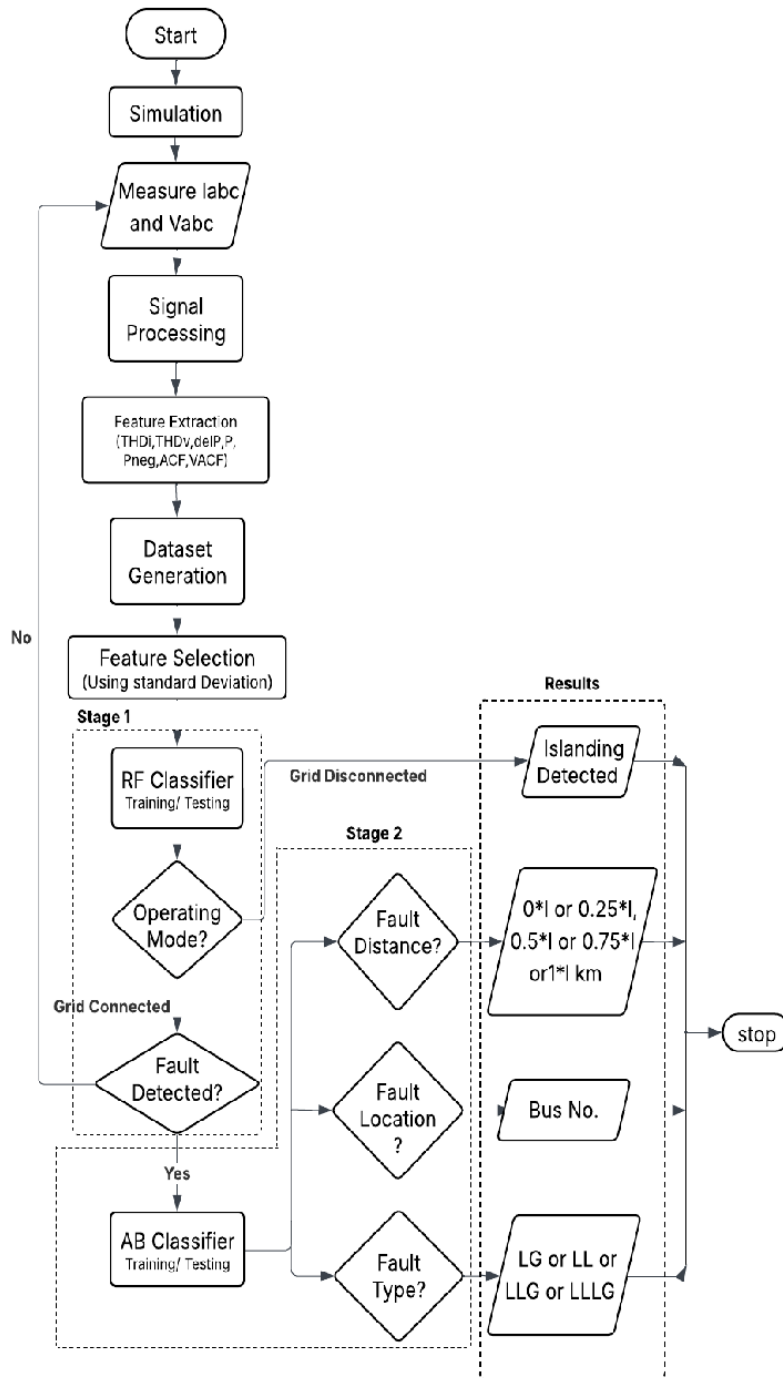 Start
Simulation
Measure Iabc
and Vabc
Signal
Processing
Feature Extraction
(THDi,THDv,delP,P,
Pneg,ACF,VACF)
Dataset
Generation
No
Feature Selection
(Using standard Deviation)
Results
Stage 1
Islanding
Detected
RF Classifier
Training/ Testing
Grid Disconnected
Stage 2
Operating
Mode?
Fault
Distance?
0*l or 0.25*l,
0.5*l or 0.75*l
or1*l km
Grid Connected
stop
Fault
Detected?
Fault
Location
?
Bus No.
Yes
AB Classifier
Training/ Testing
Fault
Type?
LG or LL or
LLG or LLLG